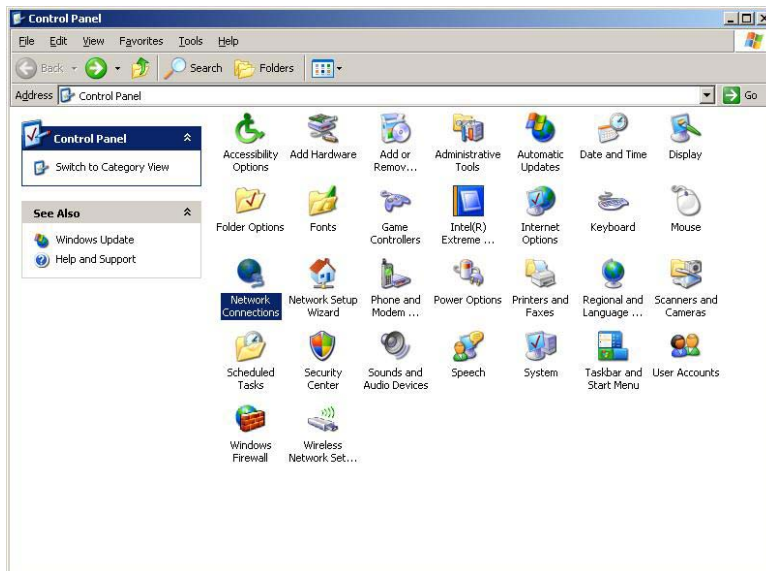 Control Panel
File Edit View Favorites Tools Help
Back Search Folders
Address Control Panel Go
Control Panel
Switch to Category View
See Also
Windows Update
Help and Support
Accessibility
Options
Add Hardware
Add or
Remov...
Administrative
Tools
Automatic
Updates
Date and Time
Display
Folder Options
Fonts
Game
Controllers
Intel(R)
Extreme ...
Internet
Options
Keyboard
Mouse
Network
Connections
Network Setup
Wizard
Phone and
Modem ...
Power Options
Printers and
Faxes
Regional and
Language ...
Scanners and
Cameras
Scheduled
Tasks
Security
Center
Sounds and
Audio Devices
Speech
System
Taskbar and
Start Menu
User Accounts
Windows
Firewall
Wireless
Network Set...